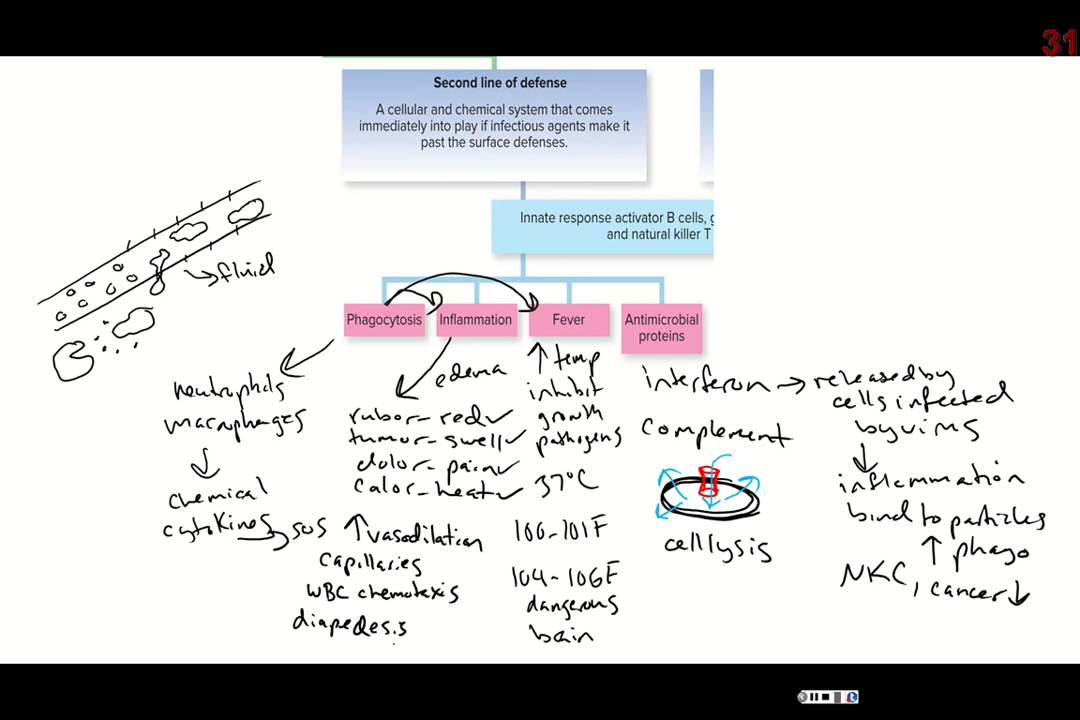 31
Second line of defense
A cellular and chemical system that comes
immediately into play if infectious agents make it
past the surface defenses.
Innate response activator B cells, g
and natural killer T
Phagocytosis
Inflammation
Fever
Antimicrobial
proteins
fluid
neutrophils
macrophages
chemical
cytokines
sos
edema
rubor - red
tumor - swell
dolor - pain
calor - heat
vasodilation
capillaries
WBC chemotexis
diapedesis
temp
inhibit
growth
pathogens
37°C
100-101F
104-106F
dangerous
brain
interferon
complement
cell lysis
released by
cells infected
by virus
inflammation
bind to particles
phago
NKC, cancer